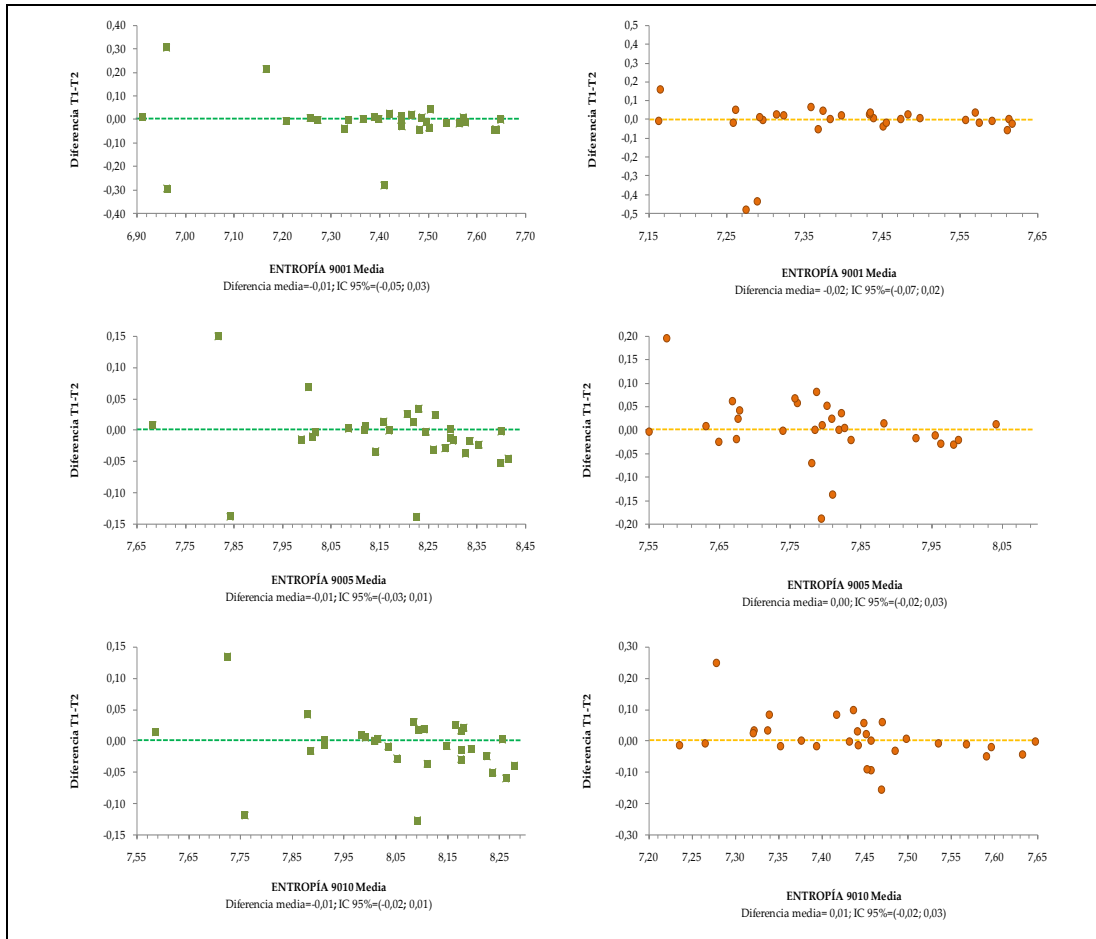 0,40
0,30
0,20
0,10
0,00
-0,10
-0,20
-0,30
-0,40
Diferencia T1-T2
6,90 7,00 7,10 7,20 7,30 7,40 7,50 7,60 7,70
ENTROPÍA 9001 Media
Diferencia media=-0,01; IC 95%=(-0,05; 0,03)
0,5
0,4
0,3
0,2
0,1
0,0
-0,1
-0,2
-0,3
-0,4
-0,5
Diferencia T1-T2
7,15 7,25 7,35 7,45 7,55 7,65
ENTROPÍA 9001 Media
Diferencia media= -0,02; IC 95%=(-0,07; 0,02)
0,15
0,10
0,05
0,00
-0,05
-0,10
-0,15
Diferencia T1-T2
7,65 7,75 7,85 7,95 8,05 8,15 8,25 8,35 8,45
ENTROPÍA 9005 Media
Diferencia media=-0,01; IC 95%=(-0,03; 0,01)
0,20
0,15
0,10
0,05
0,00
-0,05
-0,10
-0,15
-0,20
Diferencia T1-T2
7,55 7,65 7,75 7,85 7,95 8,05
ENTROPÍA 9005 Media
Diferencia media= 0,00; IC 95%=(-0,02; 0,03)
0,15
0,10
0,05
0,00
-0,05
-0,10
-0,15
Diferencia T1-T2
7,55 7,65 7,75 7,85 7,95 8,05 8,15 8,25
ENTROPÍA 9010 Media
Diferencia media=-0,01; IC 95%=(-0,02; 0,01)
0,30
0,20
0,10
0,00
-0,10
-0,20
-0,30
Diferencia T1-T2
7,20 7,25 7,30 7,35 7,40 7,45 7,50 7,55 7,60 7,65
ENTROPÍA 9010 Media
Diferencia media= 0,01; IC 95%=(-0,02; 0,03)